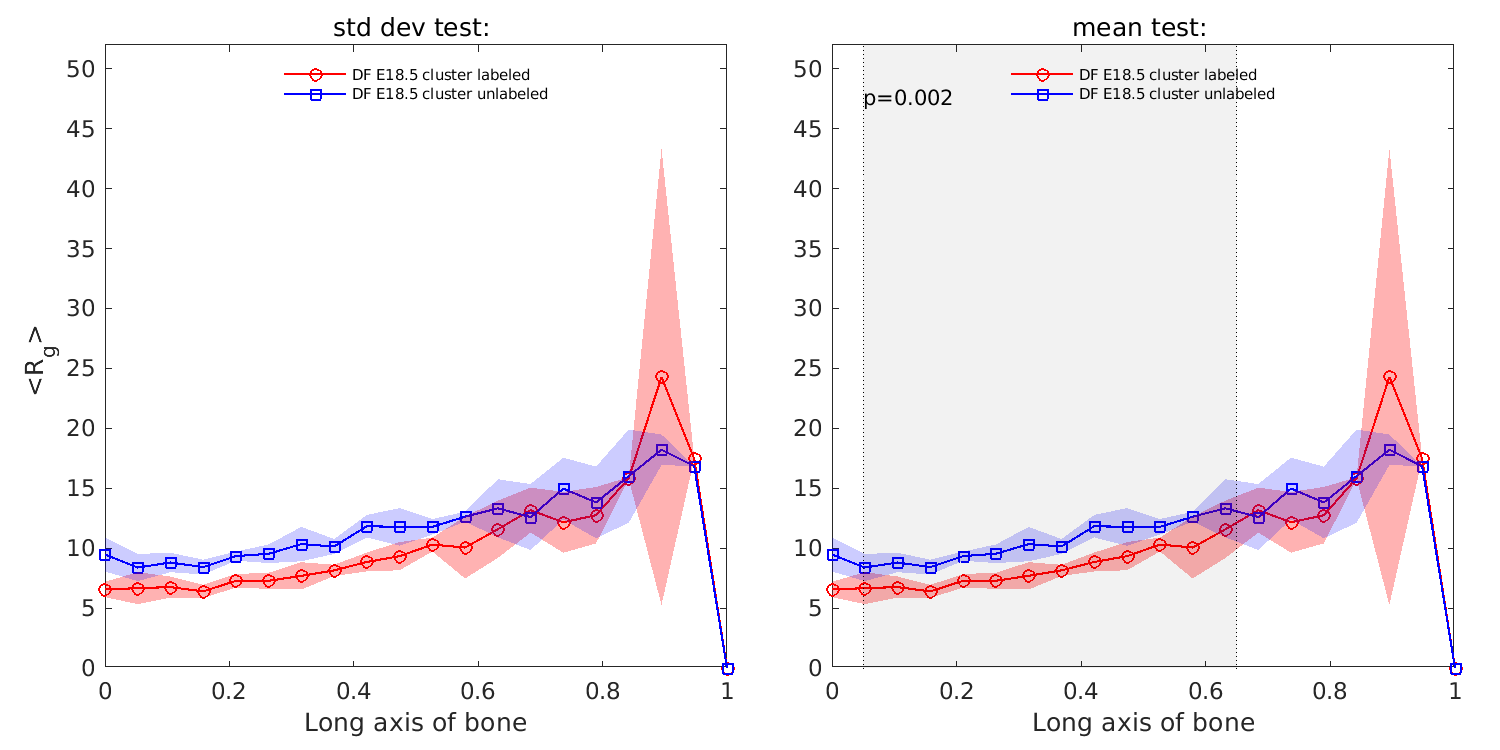 std dev test:
DF E18.5 cluster labeled
DF E18.5 cluster unlabeled
50
45
40
35
30
25
20
15
10
5
0
<R_g>
0 0.2 0.4 0.6 0.8 1
Long axis of bone
mean test:
DF E18.5 cluster labeled
DF E18.5 cluster unlabeled
p=0.002
50
45
40
35
30
25
20
15
10
5
0
0 0.2 0.4 0.6 0.8 1
Long axis of bone